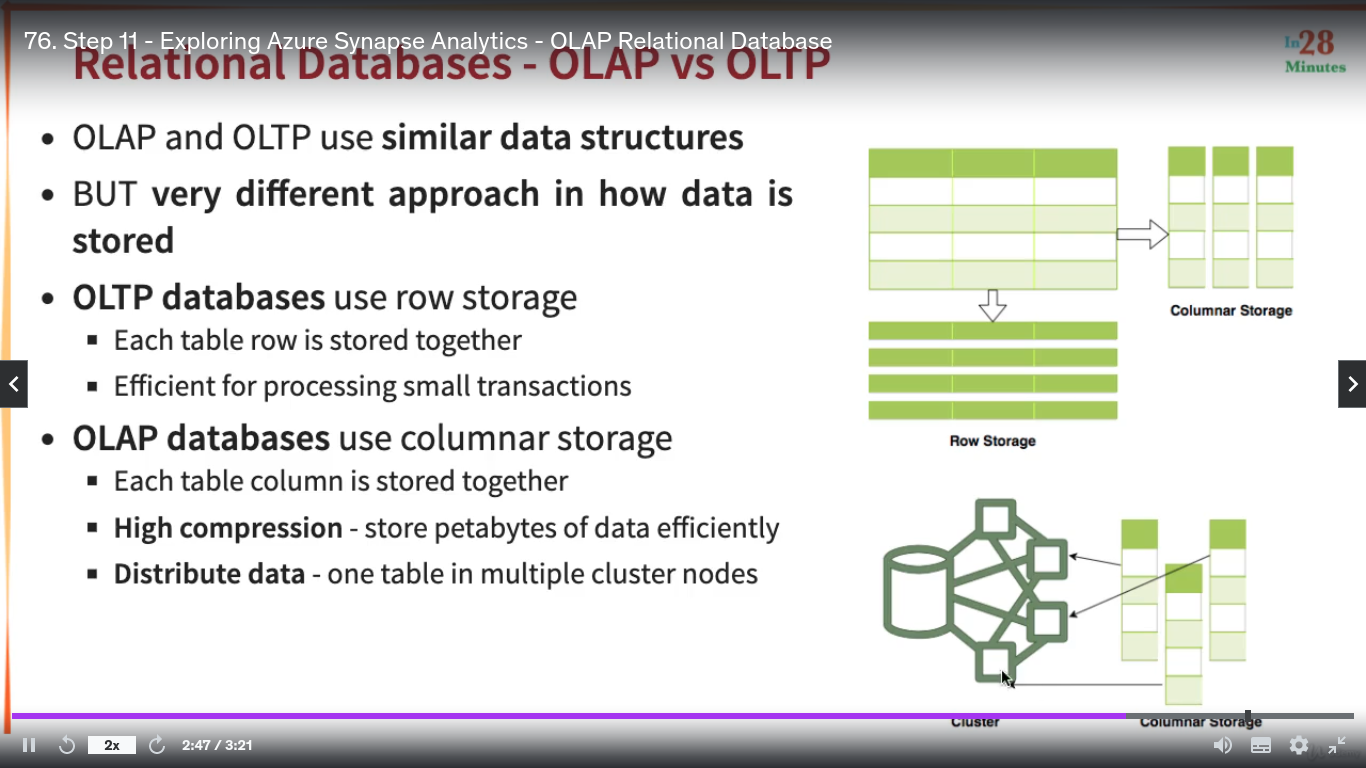 76. Step 11 - Exploring Azure Synapse Analytics - OLAP Relational Database
Relational Databases - OLAP vs OLTP
In28
Minutes
• OLAP and OLTP use similar data structures
• BUT very different approach in how data is
stored
• OLTP databases use row storage
▪ Each table row is stored together
▪ Efficient for processing small transactions
• OLAP databases use columnar storage
▪ Each table column is stored together
▪ High compression - store petabytes of data efficiently
▪ Distribute data - one table in multiple cluster nodes
Columnar Storage
Row Storage
Cluster
Columnar Storage
2x
2:47 / 3:21